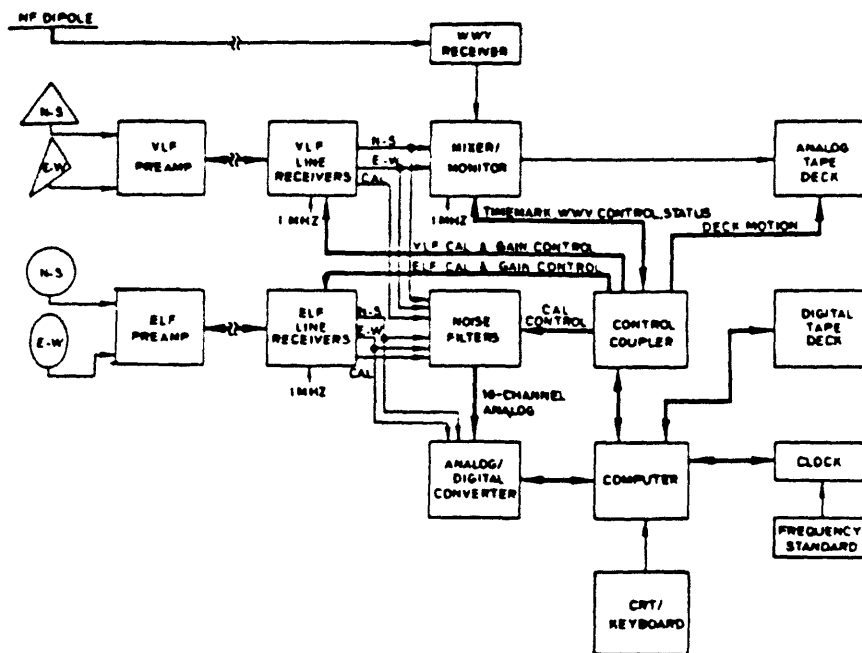 HF DIPOLE
WWV
RECEIVER
N-S
E-W
VLF
PREAMP
VLF
LINE
RECEIVERS
N-S
E-W
CAL
1 MHZ
MIXER/
MONITOR
1 MHZ
ANALOG
TAPE
DECK
TIMEMARK, WWV CONTROL, STATUS
DECK MOTION
VLF CAL & GAIN CONTROL
ELF CAL & GAIN CONTROL
N-S
E-W
ELF
PREAMP
ELF
LINE
RECEIVERS
N-S
E-W
CAL
1 MHZ
NOISE
FILTERS
CAL
CONTROL
CONTROL
COUPLER
DIGITAL
TAPE
DECK
16-CHANNEL
ANALOG
ANALOG/
DIGITAL
CONVERTER
COMPUTER
CLOCK
FREQUENCY
STANDARD
CRT/
KEYBOARD